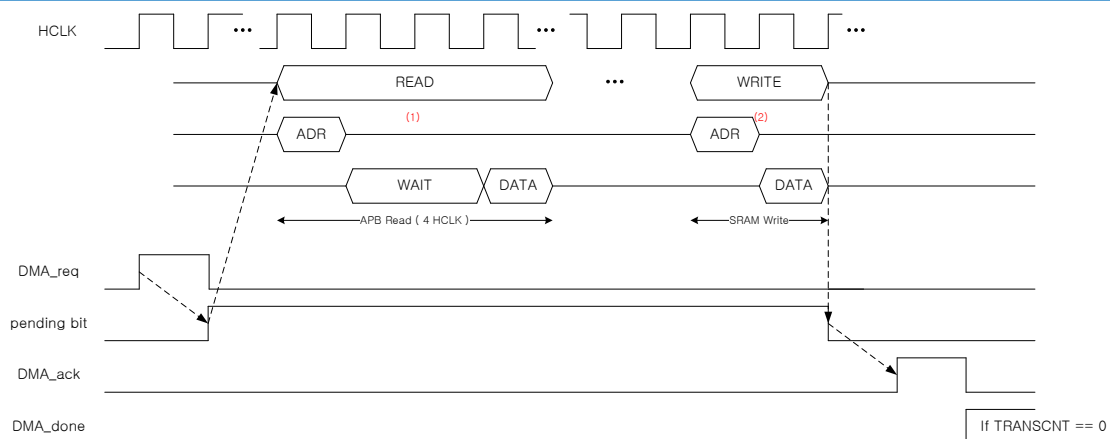 HCLK
...
...
...
...
READ
...
WRITE
(1)
(2)
ADR
ADR
WAIT
DATA
DATA
APB Read ( 4 HCLK )
SRAM Write
DMA_req
pending bit
DMA_ack
DMA_done
If TRANSCNT == 0